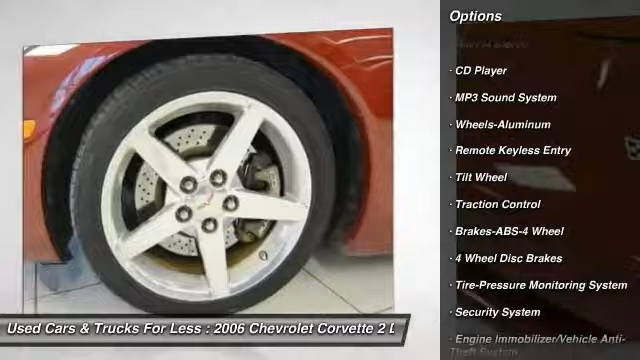 Options
· CD Player
· MP3 Sound System
· Wheels-Aluminum
· Remote Keyless Entry
· Tilt Wheel
· Traction Control
· Brakes-ABS-4 Wheel
· 4 Wheel Disc Brakes
· Tire-Pressure Monitoring System
· Security System
· Engine Immobilizer/Vehicle Anti-
Theft System
Used Cars & Trucks For Less : 2006 Chevrolet Corvette 2 D